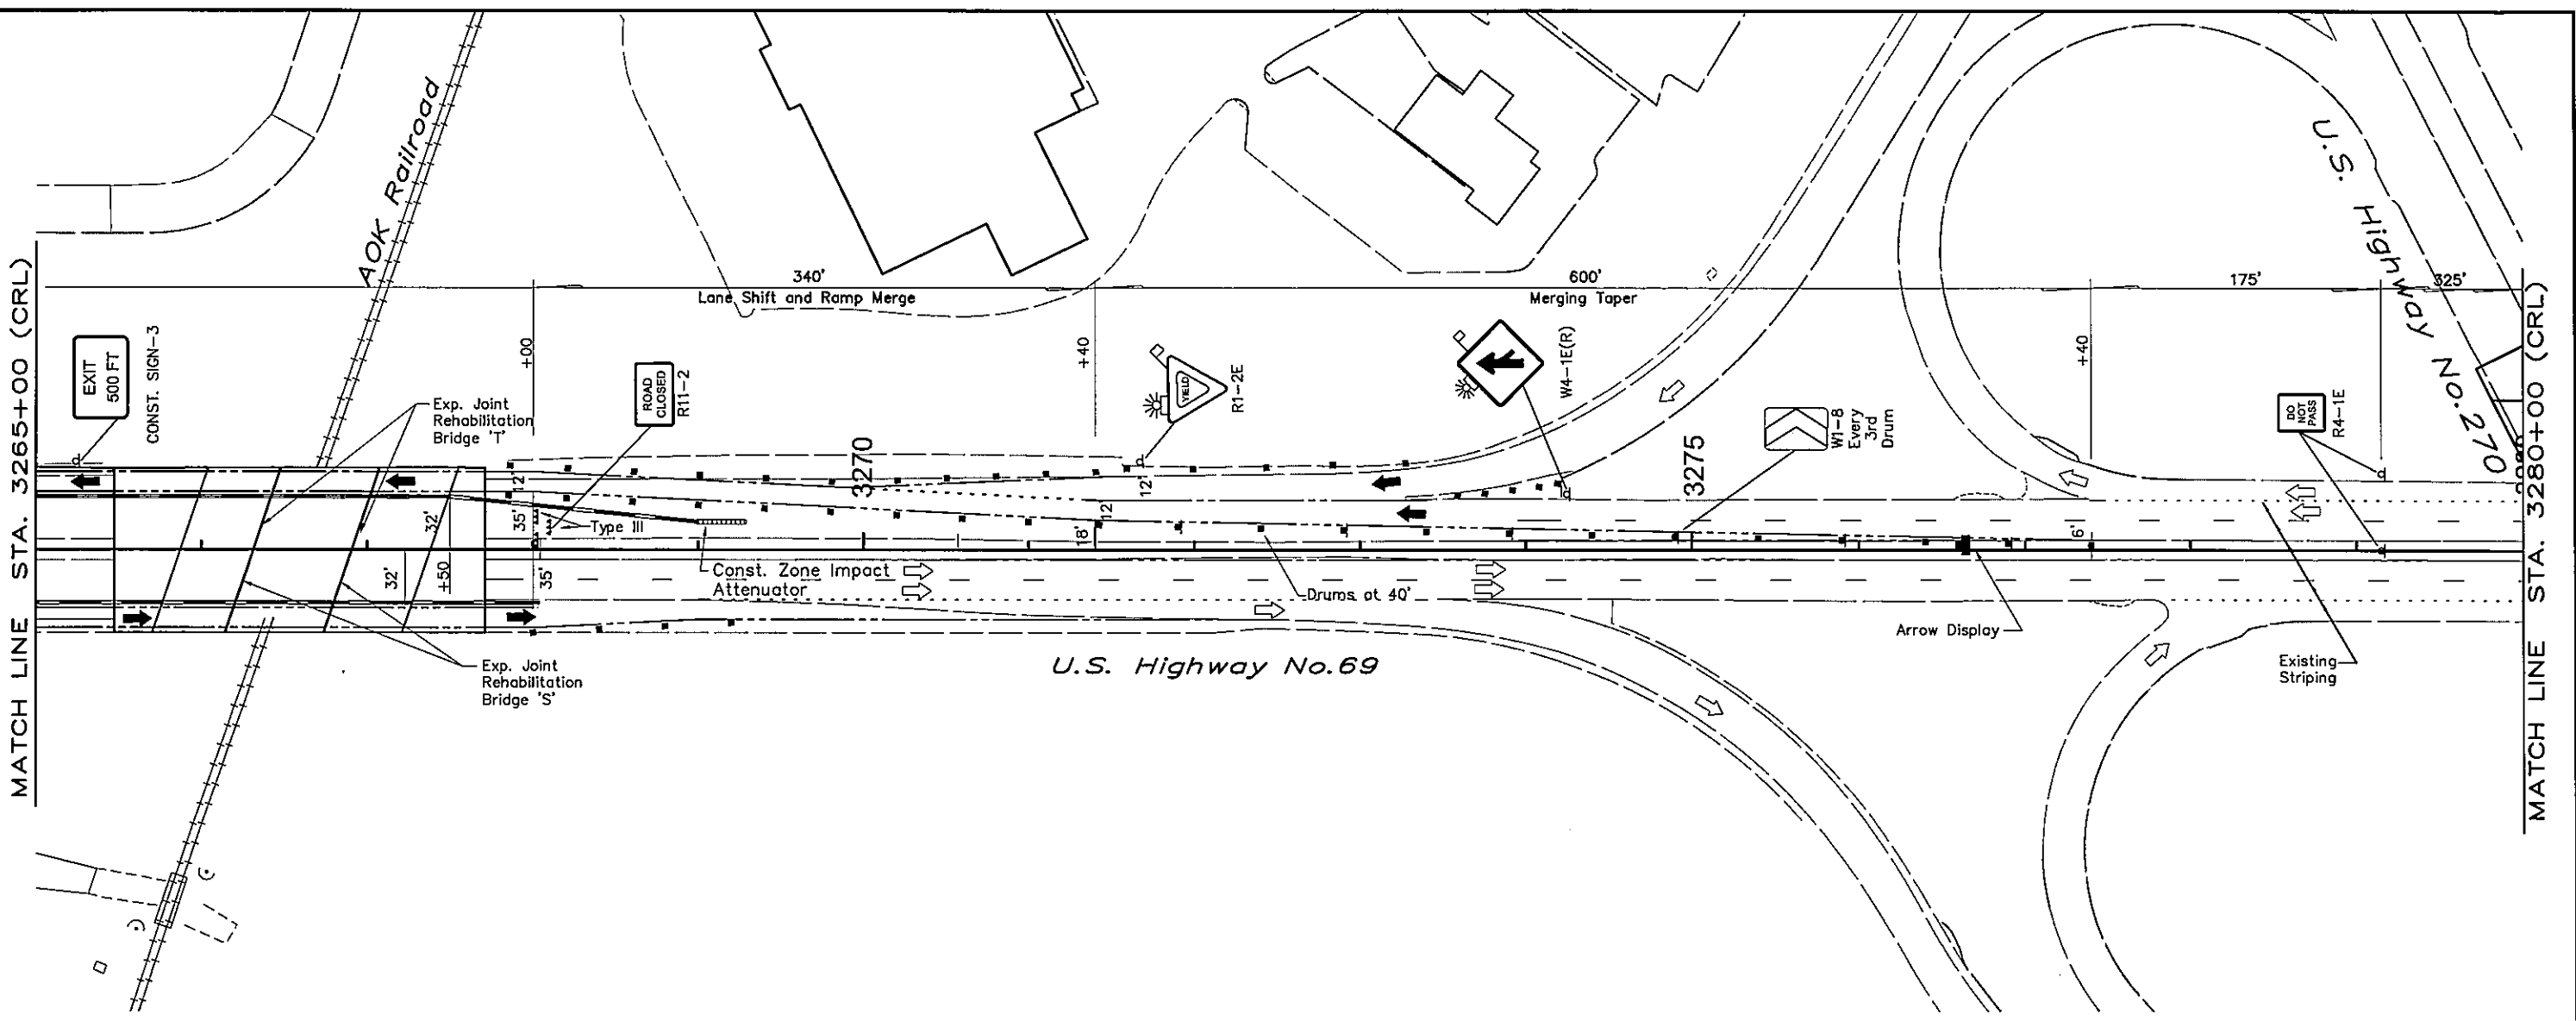 MATCH LINE STA. 3265+00 (CRL)
EXIT
500 FT
CONST. SIGN-3
AOK Railroad
340'
Lane Shift and Ramp Merge
600'
Merging Taper
175'
325'
+00
+40
+40
ROAD
CLOSED
R11-2
YIELD
R1-2E
W4-1E(R)
W1-8
Every
3rd
Drum
DO
NOT
PASS
R4-1E
U.S. Highway No.270
MATCH LINE STA. 3280+00 (CRL)
Exp. Joint
Rehabilitation
Bridge 'T'
3270
3275
12'
35'
Type III
32'
32'
+50
35'
18'
12'
12'
6'
Const. Zone Impact
Attenuator
Drums at 40'
Arrow Display
Existing
Striping
Exp. Joint
Rehabilitation
Bridge 'S'
U.S. Highway No.69